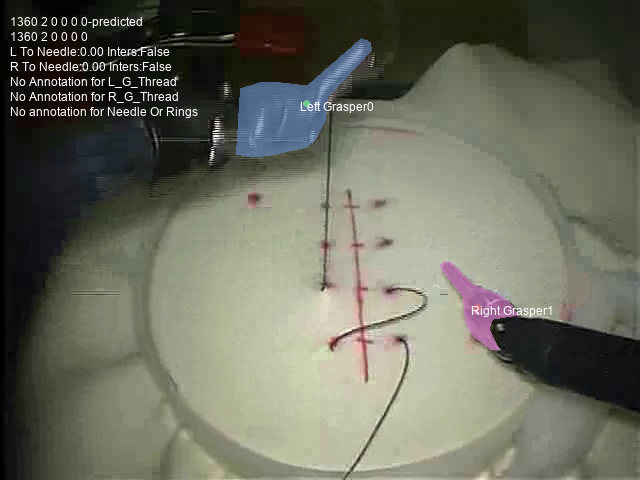 1360 2 0 0 0 0-predicted
1360 2 0 0 0 0
L To Needle:0.00 Inters:False
R To Needle:0.00 Inters:False
No Annotation for L_G_Thread
No Annotation for R_G_Thread
No annotation for Needle Or Rings
Left Grasper0
Right Grasper1